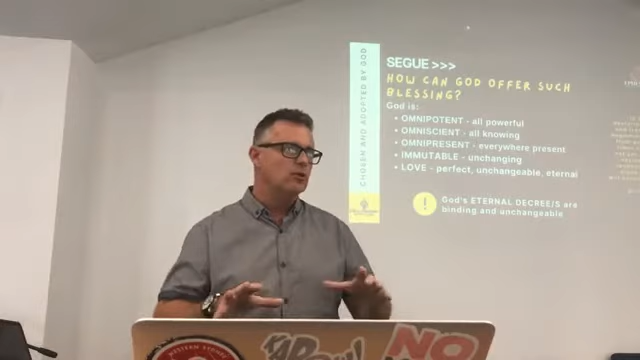 CHOSEN AND ADOPTED BY GOD
SEGUE >>>
HOW CAN GOD OFFER SUCH
BLESSING?
God is:
• OMNIPOTENT - all powerful
• OMNISCIENT - all knowing
• OMNIPRESENT - everywhere present
• IMMUTABLE - unchanging
• LOVE - perfect, unchangeable, eternal
! God's ETERNAL DECREE/S are
binding and unchangeable
NO